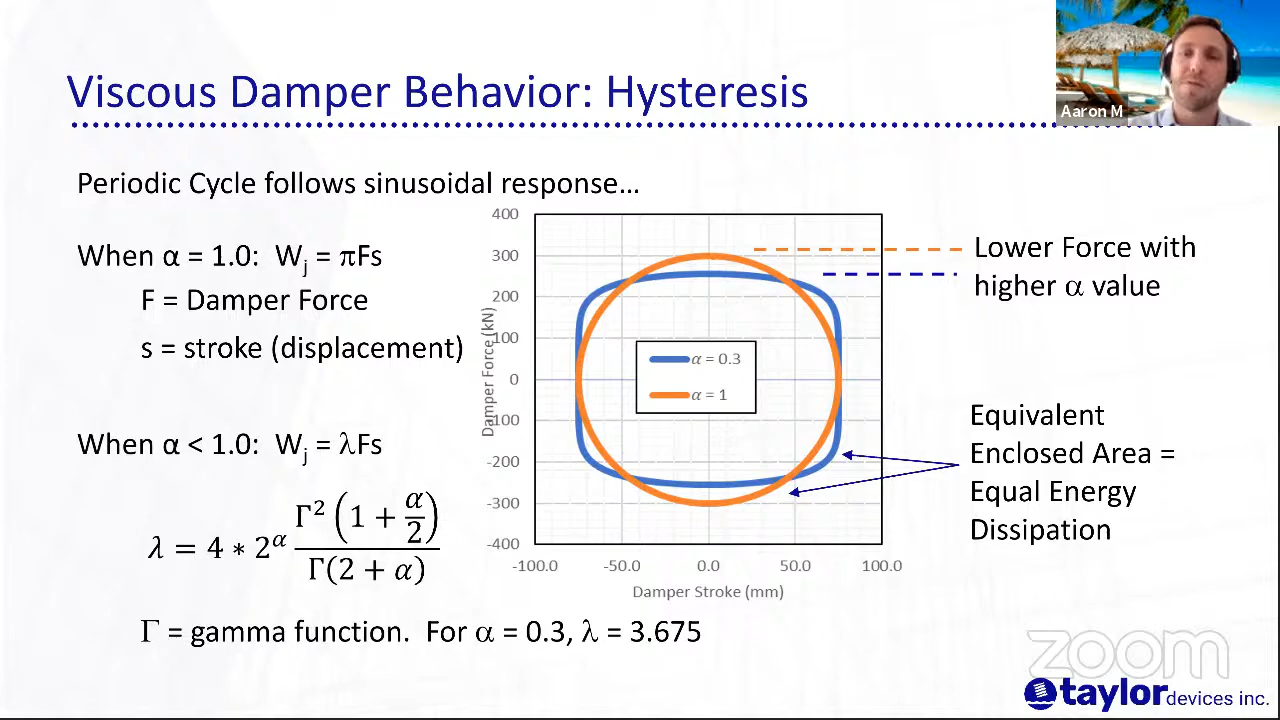 Viscous Damper Behavior: Hysteresis
Aaron M
Periodic Cycle follows sinusoidal response…
When α = 1.0: Wj = πFs
F = Damper Force
s = stroke (displacement)
When α < 1.0: Wj = λFs
λ = 4 * 2^α Γ²(1 + α/2) / Γ(2 + α)
Γ = gamma function. For α = 0.3, λ = 3.675
400
300
200
100
0
-100
-200
-300
-400
Damper Force (kN)
α = 0.3
α = 1
-100.0 -50.0 0.0 50.0 100.0
Damper Stroke (mm)
Lower Force with
higher α value
Equivalent
Enclosed Area =
Equal Energy
Dissipation
zoom
taylor devices inc.